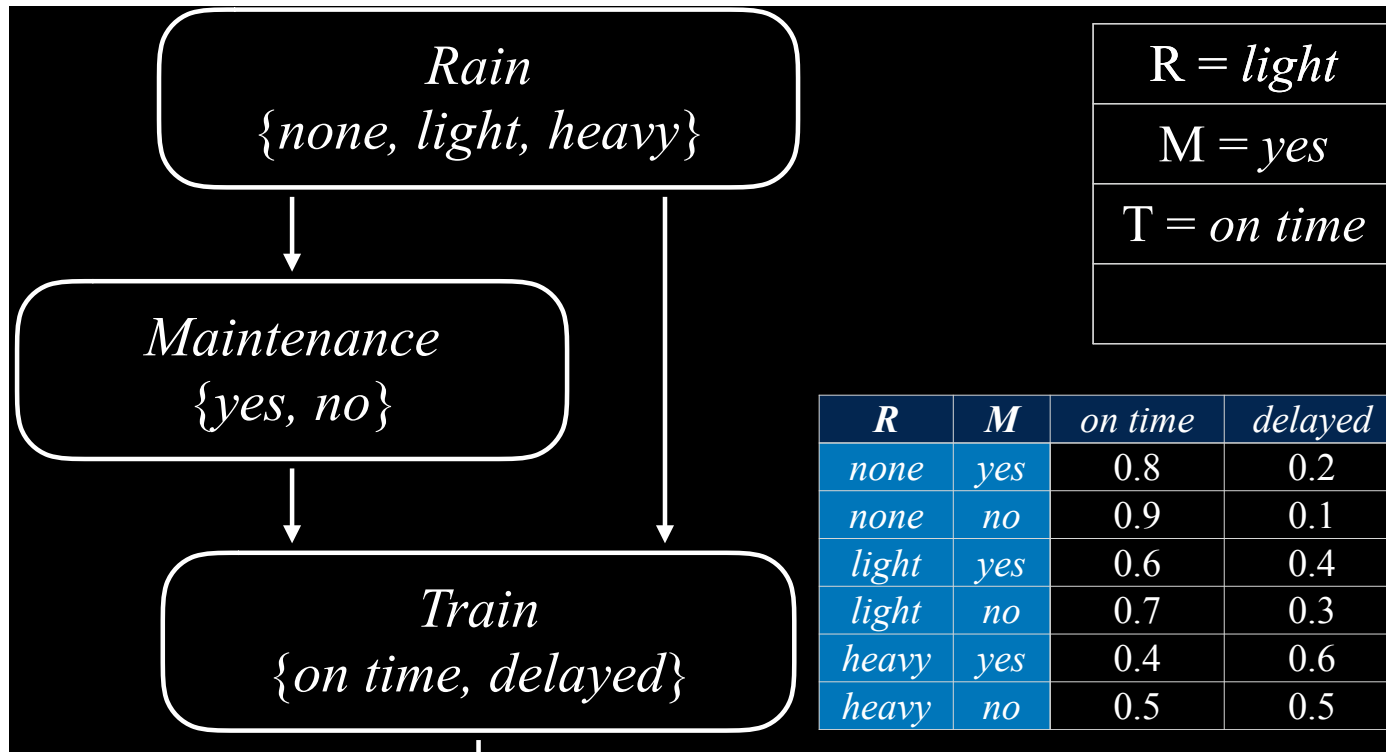 Rain
{none, light, heavy}
Maintenance
{yes, no}
Train
{on time, delayed}
R = light
M = yes
T = on time
R M on time delayed
none yes 0.8 0.2
none no 0.9 0.1
light yes 0.6 0.4
light no 0.7 0.3
heavy yes 0.4 0.6
heavy no 0.5 0.5